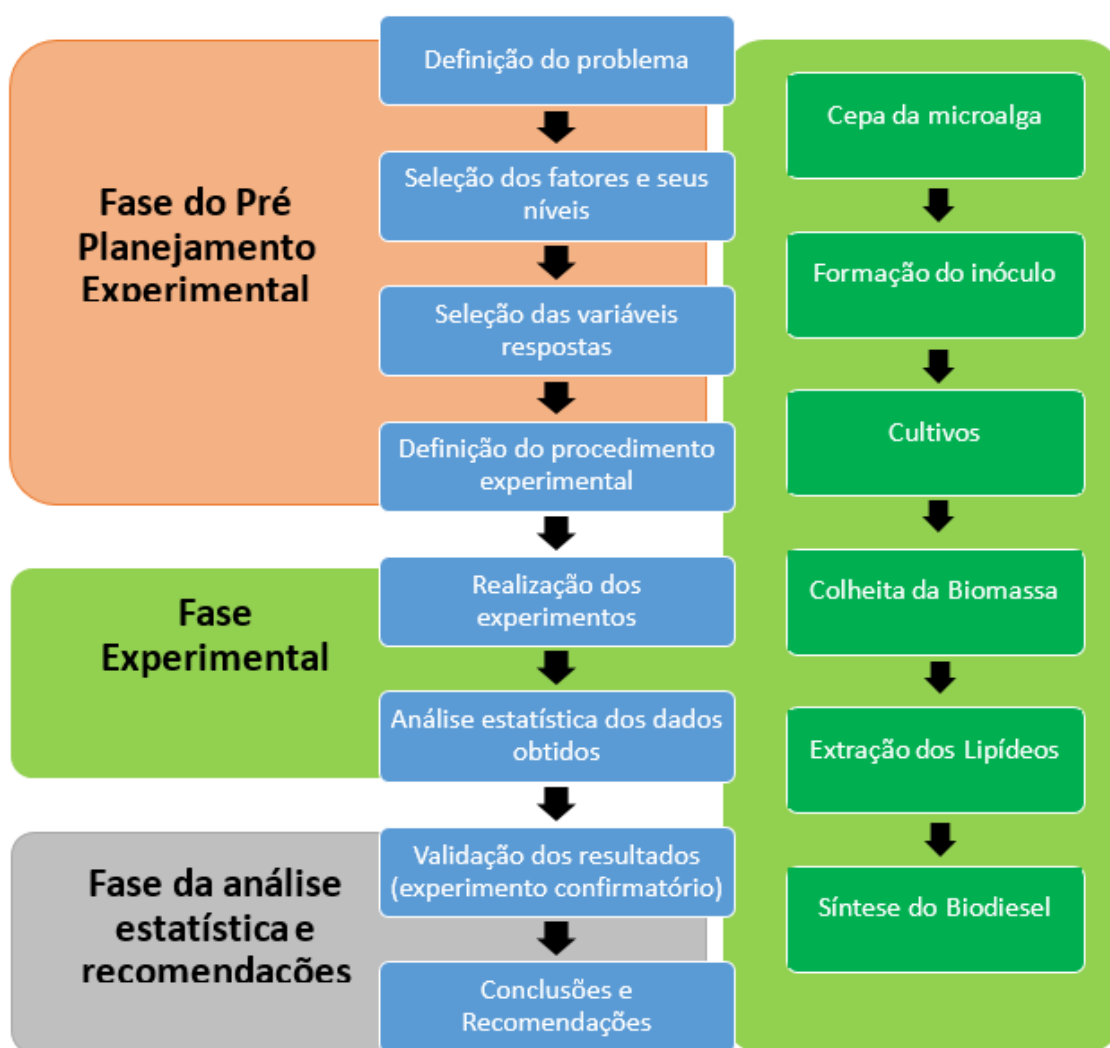 Fase do Pré
Planejamento
Experimental
Definição do problema
Seleção dos fatores e seus
níveis
Seleção das variáveis
respostas
Definição do procedimento
experimental
Fase
Experimental
Realização dos
experimentos
Análise estatística dos dados
obtidos
Fase da análise
estatística e
recomendações
Validação dos resultados
(experimento confirmatório)
Conclusões e
Recomendações
Cepa da microalga
Formação do inóculo
Cultivos
Colheita da Biomassa
Extração dos Lipídeos
Síntese do Biodiesel